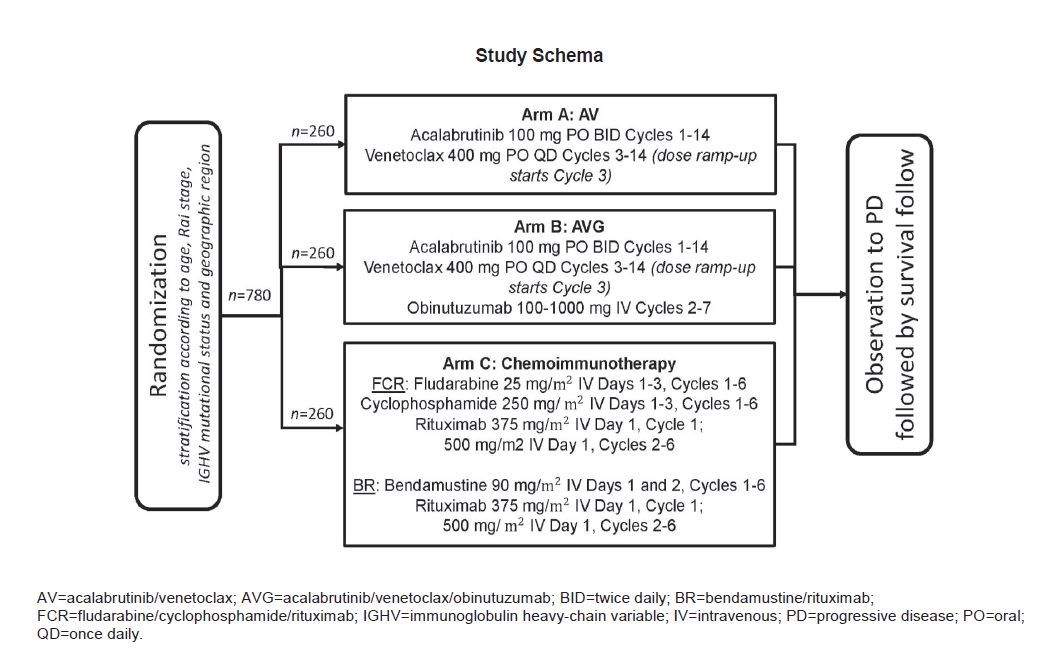 Study Schema
Randomization
stratification according to age, Rai stage,
IGHV mutational status and geographic region
n=780
n=260
Arm A: AV
Acalabrutinib 100 mg PO BID Cycles 1-14
Venetoclax 400 mg PO QD Cycles 3-14 (dose ramp-up
starts Cycle 3)
n=260
Arm B: AVG
Acalabrutinib 100 mg PO BID Cycles 1-14
Venetoclax 400 mg PO QD Cycles 3-14 (dose ramp-up
starts Cycle 3)
Obinutuzumab 100-1000 mg IV Cycles 2-7
n=260
Arm C: Chemoimmunotherapy
FCR: Fludarabine 25 mg/m² IV Days 1-3, Cycles 1-6
Cyclophosphamide 250 mg/ m² IV Days 1-3, Cycles 1-6
Rituximab 375 mg/m² IV Day 1, Cycle 1;
500 mg/m2 IV Day 1, Cycles 2-6
BR: Bendamustine 90 mg/m² IV Days 1 and 2, Cycles 1-6
Rituximab 375 mg/m² IV Day 1, Cycle 1;
500 mg/ m² IV Day 1, Cycles 2-6
Observation to PD
followed by survival follow
AV=acalabrutinib/venetoclax; AVG=acalabrutinib/venetoclax/obinutuzumab; BID=twice daily; BR=bendamustine/rituximab;
FCR=fludarabine/cyclophosphamide/rituximab; IGHV=immunoglobulin heavy-chain variable; IV=intravenous; PD=progressive disease; PO=oral;
QD=once daily.